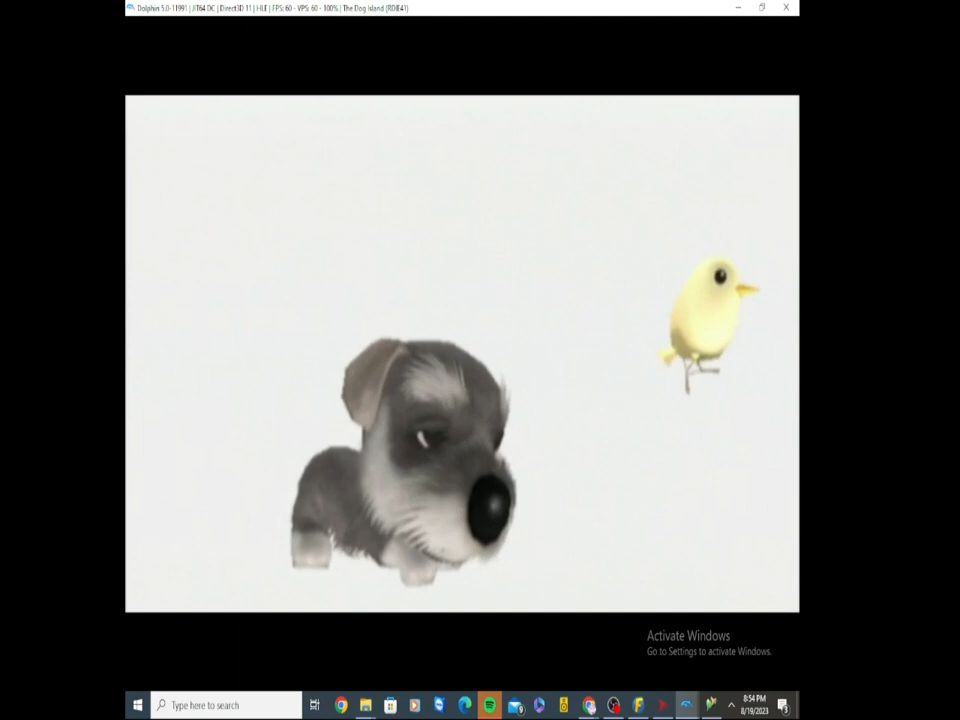 Dolphin 5.0-11991 | JIT64 DC | Direct3D 11 | HLE | FPS: 60 - VPS: 60 - 100% | The Dog Island (RDIE41)
Activate Windows
Go to Settings to activate Windows.
Type here to search
8:54 PM
8/19/2023